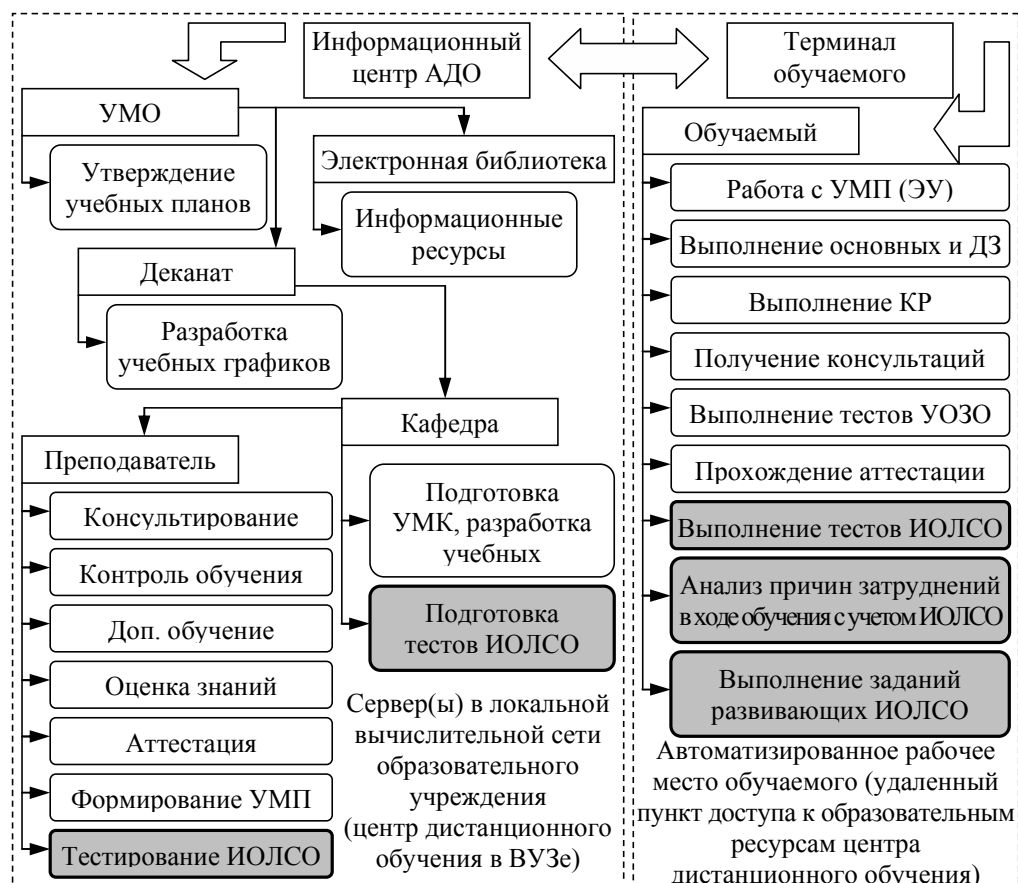 Информационный
центр АДО
Терминал
обучаемого
УМО
Утверждение
учебных планов
Электронная библиотека
Информационные
ресурсы
Деканат
Разработка
учебных графиков
Кафедра
Подготовка
УМК, разработка
учебных
Подготовка
тестов ИОЛСО
Преподаватель
Консультирование
Контроль обучения
Доп. обучение
Оценка знаний
Аттестация
Формирование УМП
Тестирование ИОЛСО
Сервер(ы) в локальной
вычислительной сети
образовательного
учреждения
(центр дистанционного
обучения в ВУЗе)
Обучаемый
Работа с УМП (ЭУ)
Выполнение основных и ДЗ
Выполнение КР
Получение консультаций
Выполнение тестов УОЗО
Прохождение аттестации
Выполнение тестов ИОЛСО
Анализ причин затруднений
в ходе обучения с учетом ИОЛСО
Выполнение заданий
развивающих ИОЛСО
Автоматизированное рабочее
место обучаемого (удаленный
пункт доступа к образовательным
ресурсам центра
дистанционного обучения)